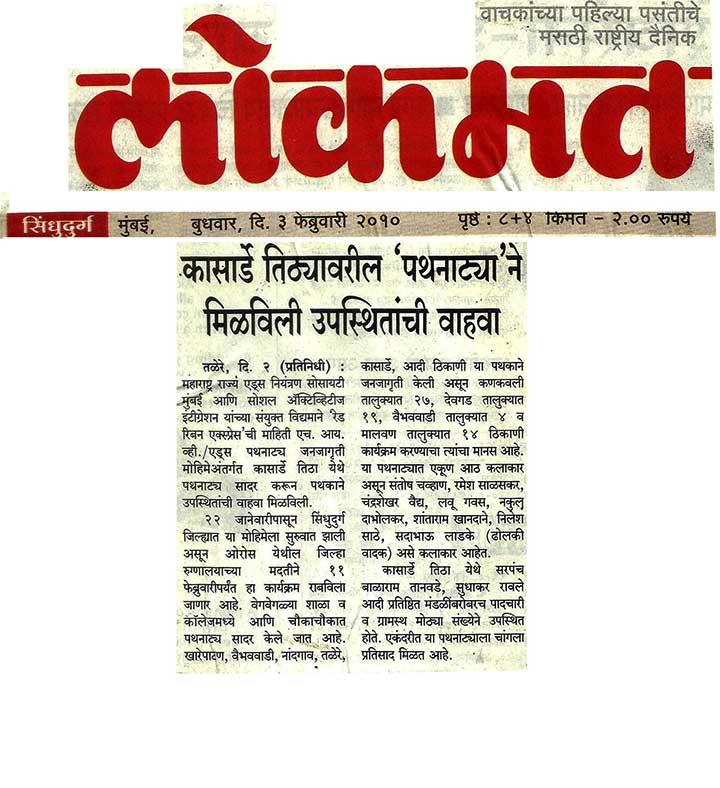 वाचकांच्या पहिल्या पसंतीचे
मराठी राष्ट्रीय दैनिक
लोकमत
सिंधुदुर्ग मुंबई, बुधवार, दि. ३ फेब्रुवारी २०१० पृष्ठे : ८+४ किंमत – २.०० रुपये
कासार्डे तिठ्यावरील 'पथनाट्या'ने
मिळविली उपस्थितांची वाहवा
तळेरे, दि. २ (प्रतिनिधी) :
महाराष्ट्र राज्य एड्स नियंत्रण सोसायटी
मुंबई आणि सोशल ॲक्टिव्हिटीज
इंटीग्रेशन यांच्या संयुक्त विद्यमाने 'रेड
रिबन एक्स्प्रेस'ची माहिती एच. आय.
व्ही./एड्स पथनाट्य जनजागृती
मोहिमेअंतर्गत कासार्डे तिठा येथे
पथनाट्य सादर करून पथकाने
उपस्थितांची वाहवा मिळविली.
२२ जानेवारीपासून सिंधुदुर्ग
जिल्ह्यात या मोहिमेला सुरुवात झाली
असून ओरोस येथील जिल्हा
रुग्णालयाच्या मदतीने ११
फेब्रुवारीपर्यंत हा कार्यक्रम राबविला
जाणार आहे. वेगवेगळ्या शाळा व
कॉलेजमध्ये आणि चौकाचौकात
पथनाट्य सादर केले जात आहे.
खारेपाटण, वैभववाडी, नांदगाव, तळेरे,
कासार्डे, आदी ठिकाणी या पथकाने
जनजागृती केली असून कणकवली
तालुक्यात २७, देवगड तालुक्यात
१९, वैभववाडी तालुक्यात ४ व
मालवण तालुक्यात १४ ठिकाणी
कार्यक्रम करण्याचा त्यांचा मानस आहे.
या पथनाट्यात एकूण आठ कलाकार
असून संतोष चव्हाण, रमेश साळसकर,
चंद्रशेखर वैद्य, लवू गवस, नकुल
दाभोलकर, शांताराम खानदाने, निलेश
साठे, सदाभाऊ लाडके (ढोलकी
वादक) असे कलाकार आहेत.
कासार्डे तिठा येथे सरपंच
बाळाराम तानवडे, सुधाकर रावले
आदी प्रतिष्ठित मंडळींबरोबरच पादचारी
व ग्रामस्थ मोठ्या संख्येने उपस्थित
होते. एकंदरीत या पथनाट्याला चांगला
प्रतिसाद मिळत आहे.